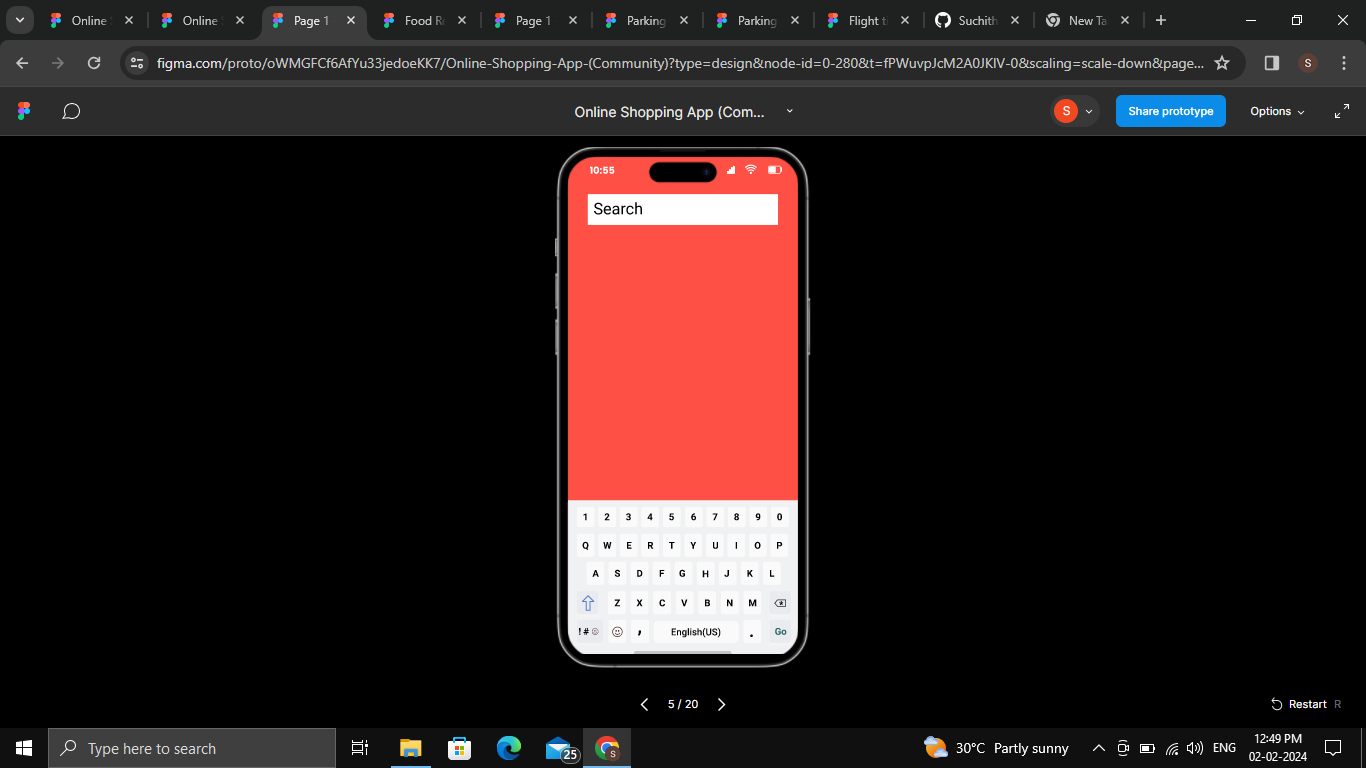 Online
Online
Page 1
Food R
Page 1
Parking
Parking
Flight ti
Suchith
New Ta
figma.com/proto/oWMGFCf6AfYu33jedoeKK7/Online-Shopping-App-(Community)?type=design&node-id=0-280&t=fPWuvpJcM2A0JKlV-0&scaling=scale-down&page...
S
Online Shopping App (Com...
S
Share prototype
Options
10:55
Search
1 2 3 4 5 6 7 8 9 0
Q W E R T Y U I O P
A S D F G H J K L
Z X C V B N M
! # ☺ , English(US) . Go
5 / 20
Restart R
Type here to search
25
S
30°C Partly sunny
ENG
12:49 PM
02-02-2024